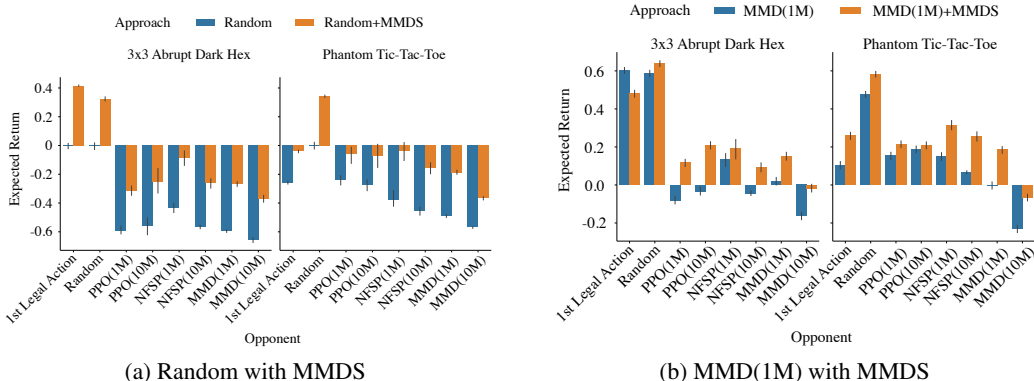 Approach Random Random+MMDS
3x3 Abrupt Dark Hex Phantom Tic-Tac-Toe
Expected Return
0.4
0.2
0.0
-0.2
-0.4
-0.6
1st Legal Action
Random
PPO(1M)
PPO(10M)
NFSP(1M)
NFSP(10M)
MMD(1M)
MMD(10M)
1st Legal Action
Random
PPO(1M)
PPO(10M)
NFSP(1M)
NFSP(10M)
MMD(1M)
MMD(10M)
Opponent
(a) Random with MMDS
Approach MMD(1M) MMD(1M)+MMDS
3x3 Abrupt Dark Hex Phantom Tic-Tac-Toe
Expected Return
0.6
0.4
0.2
0.0
-0.2
1st Legal Action
Random
PPO(1M)
PPO(10M)
NFSP(1M)
NFSP(10M)
MMD(1M)
MMD(10M)
1st Legal Action
Random
PPO(1M)
PPO(10M)
NFSP(1M)
NFSP(10M)
MMD(1M)
MMD(10M)
Opponent
(b) MMD(1M) with MMDS